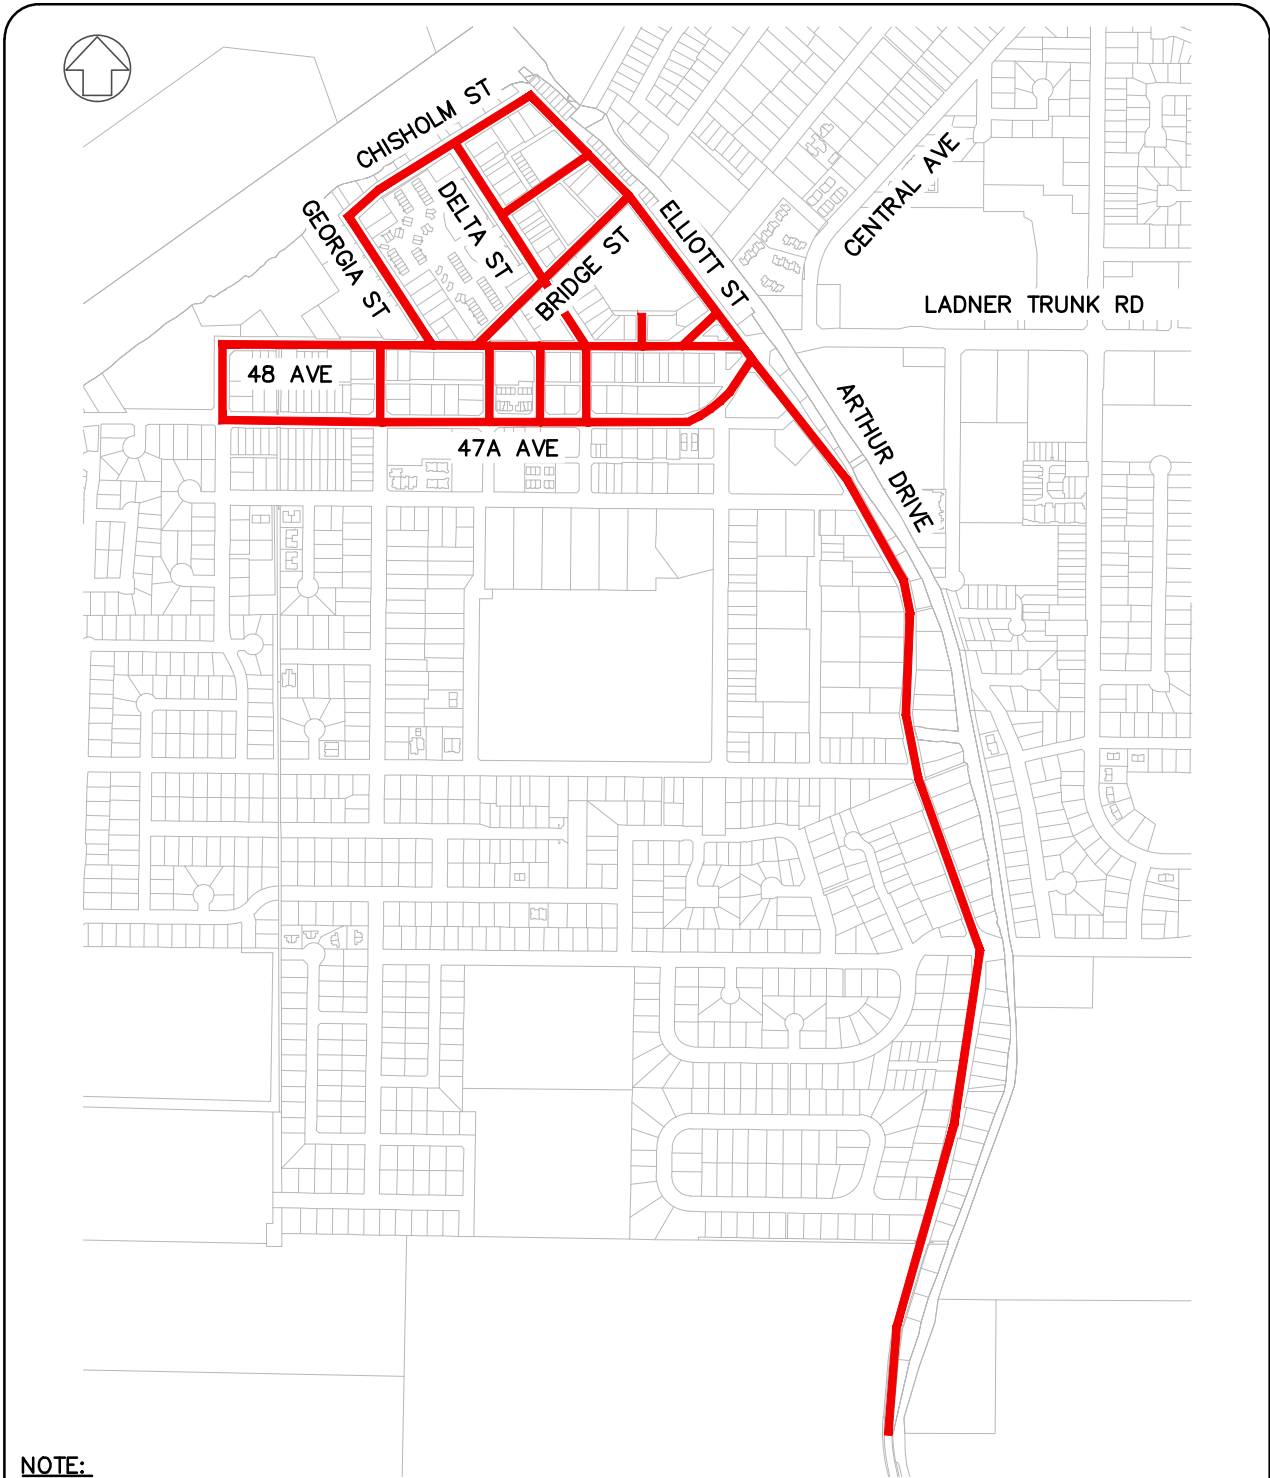 CHISHOLM ST
CENTRAL AVE
DELTA ST
GEORGIA ST
ELLIOTT ST
BRIDGE ST
LADNER TRUNK RD
48 AVE
ARTHUR DRIVE
47A AVE
NOTE: